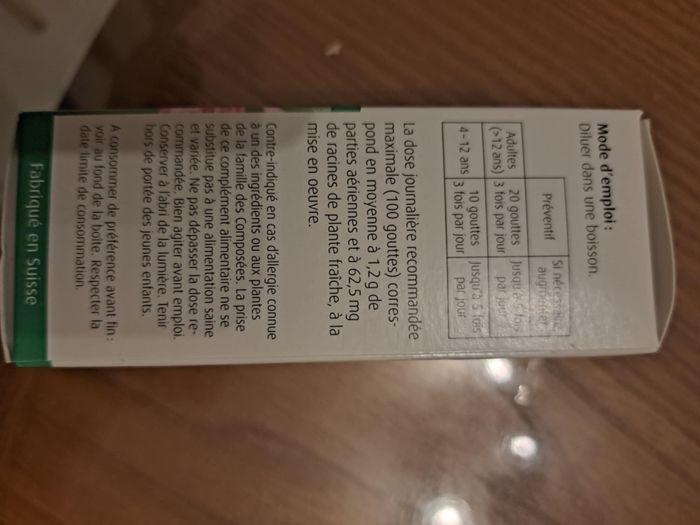 Mode d'emploi :
Diluer dans une boisson.
Préventif Si nécessaire,
augmenter
Adultes 20 gouttes Jusqu'à 5 fois
(>12 ans) 3 fois par jour par jour
4-12 ans 10 gouttes Jusqu'à 5 fois
3 fois par jour par jour
La dose journalière recommandée
maximale (100 gouttes) corres-
pond en moyenne à 1,2 g de
parties aériennes et à 62,5 mg
de racines de plante fraîche, à la
mise en oeuvre.
Contre-indiqué en cas d'allergie connue
à un des ingrédients ou aux plantes
de la famille des Composées. La prise
de ce complément alimentaire ne se
substitue pas à une alimentation saine
et variée. Ne pas dépasser la dose re-
commandée. Bien agiter avant emploi.
Conserver à l'abri de la lumière. Tenir
hors de portée des jeunes enfants.
A consommer de préférence avant fin :
voir au fond de la boîte. Respecter la
date limite de consommation.
Fabriqué en Suisse